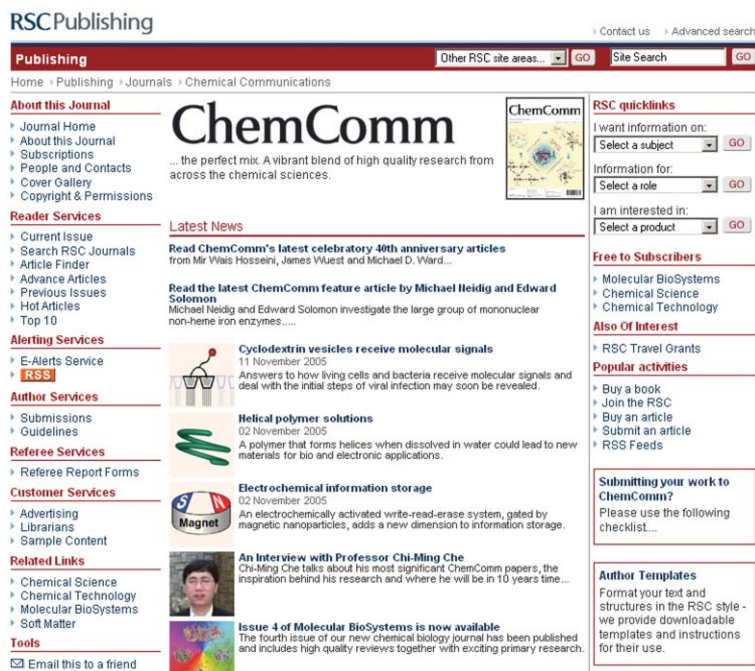 RSCPublishing
Contact us Advanced search
Publishing
Other RSC site areas... GO Site Search GO
Home Publishing Journals Chemical Communications
About this Journal
Journal Home
About this Journal
Subscriptions
People and Contacts
Cover Gallery
Copyright & Permissions
Reader Services
Current Issue
Search RSC Journals
Article Finder
Advance Articles
Previous Issues
Hot Articles
Top 10
Alerting Services
E-Alerts Service
RSS
Author Services
Submissions
Guidelines
Referee Services
Referee Report Forms
Customer Services
Advertising
Librarians
Sample Content
Related Links
Chemical Science
Chemical Technology
Molecular BioSystems
Soft Matter
Tools
Email this to a friend
ChemComm
... the perfect mix. A vibrant blend of high quality research from
across the chemical sciences.
ChemComm
Latest News
Read ChemComm's latest celebratory 40th anniversary articles
from Mir Wais Hosseini, James Wuest and Michael D. Ward...
Read the latest ChemComm feature article by Michael Neidig and Edward
Solomon
Michael Neidig and Edward Solomon investigate the large group of mononuclear
non-heme iron enzymes.....
Cyclodextrin vesicles receive molecular signals
11 November 2005
Answers to how living cells and bacteria receive molecular signals and
deal with the initial steps of viral infection may soon be revealed.
Helical polymer solutions
02 November 2005
A polymer that forms helices when dissolved in water could lead to new
materials for bio and electronic applications.
S N
Magnet
Electrochemical information storage
02 November 2005
An electrochemically activated write-read-erase system, gated by
magnetic nanoparticles, adds a new dimension to information storage.
An Interview with Professor Chi-Ming Che
Chi-Ming Che talks about his most significant ChemComm papers, the
inspiration behind his research and where he will be in 10 years time...
Issue 4 of Molecular BioSystems is now available
The fourth issue of our new chemical biology journal has been published
and includes high quality reviews together with exciting primary research.
RSC quicklinks
I want information on:
Select a subject GO
Information for:
Select a role GO
I am interested in:
Select a product GO
Free to Subscribers
Molecular BioSystems
Chemical Science
Chemical Technology
Also Of Interest
RSC Travel Grants
Popular activities
Buy a book
Join the RSC
Buy an article
Submit an article
RSS Feeds
Submitting your work to
ChemComm?
Please use the following
checklist....
Author Templates
Format your text and
structures in the RSC style -
we provide downloadable
templates and instructions
for their use.